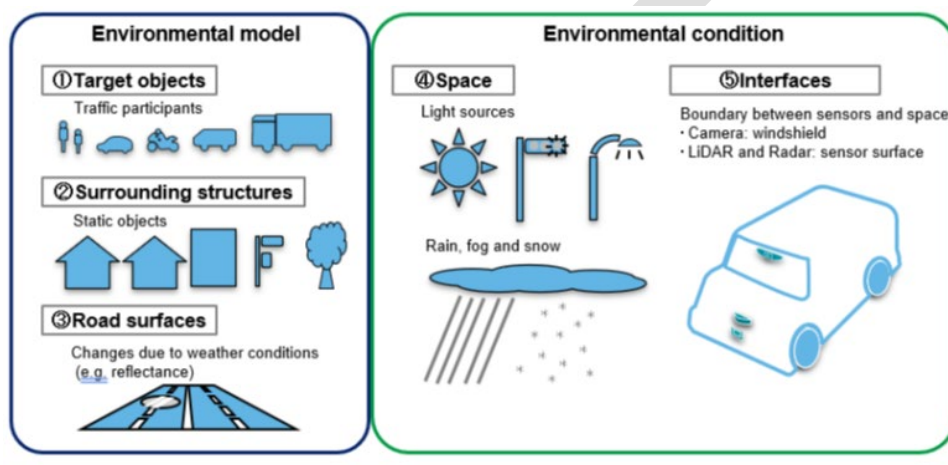 Environmental model
①Target objects
Traffic participants
②Surrounding structures
Static objects
③Road surfaces
Changes due to weather conditions
(e.g. reflectance)
Environmental condition
④Space
Light sources
Rain, fog and snow
⑤Interfaces
Boundary between sensors and space
・Camera: windshield
・LiDAR and Radar: sensor surface